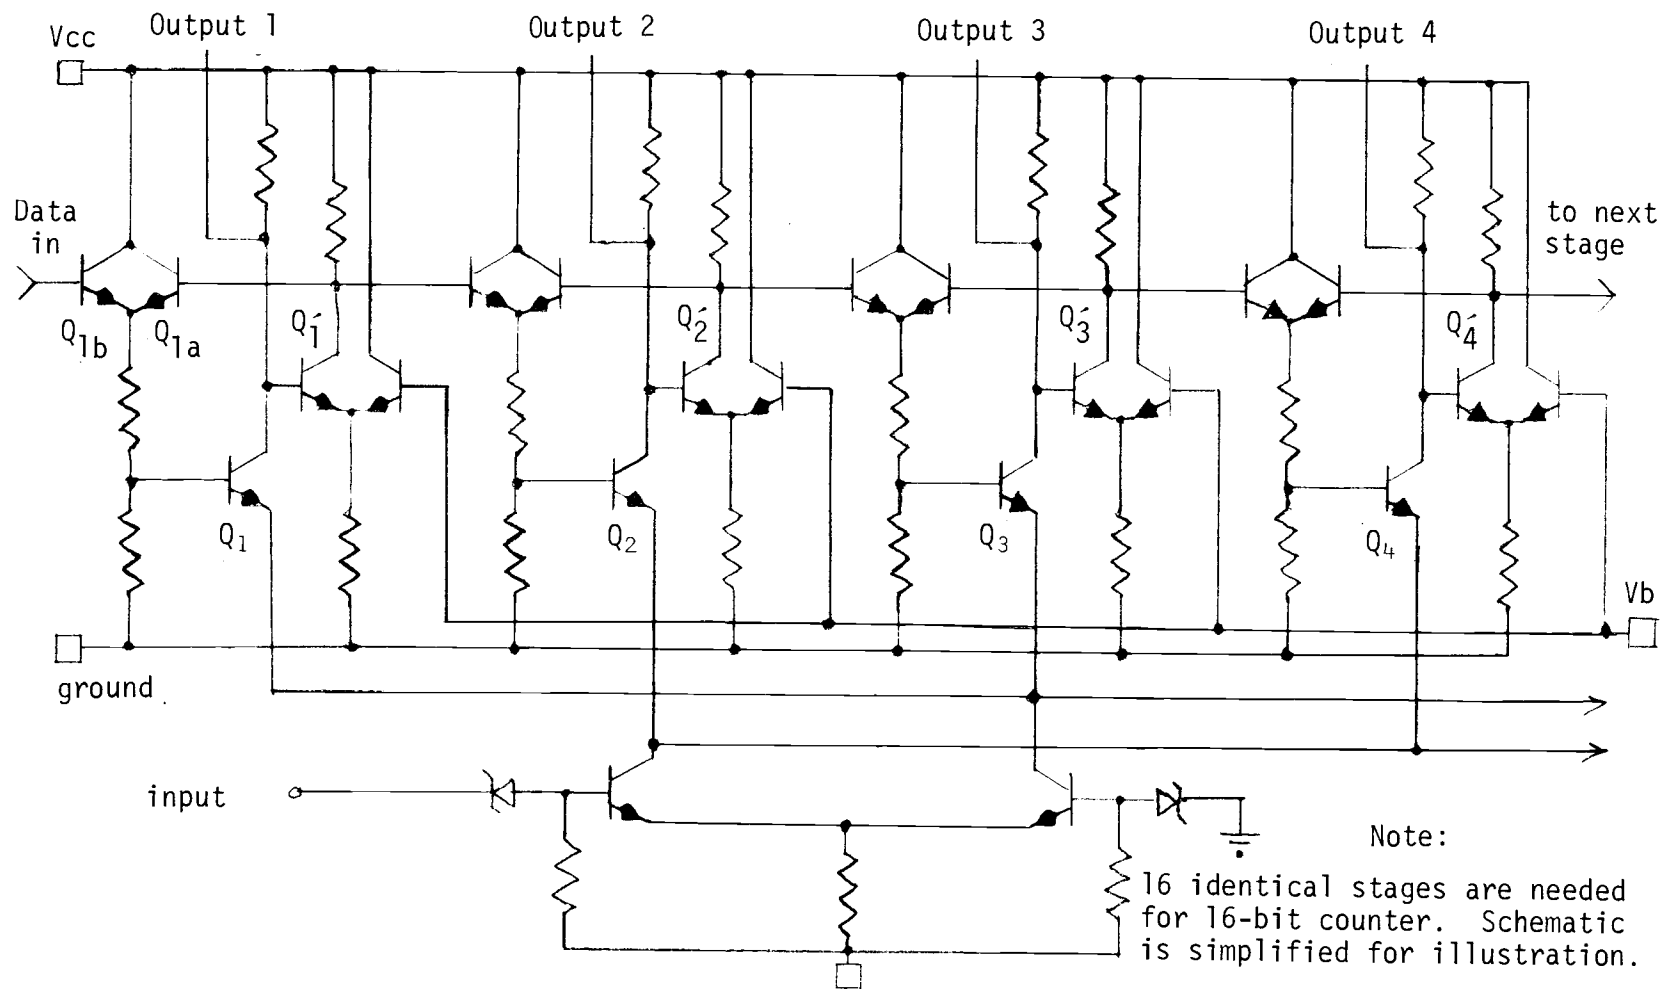 Vcc
Output 1
Output 2
Output 3
Output 4
Data
in
to next
stage
Q1b
Q1a
Q1′
Q2′
Q3′
Q4′
Q1
Q2
Q3
Q4
Vb
ground
input
Note:
16 identical stages are needed
for 16-bit counter. Schematic
is simplified for illustration.